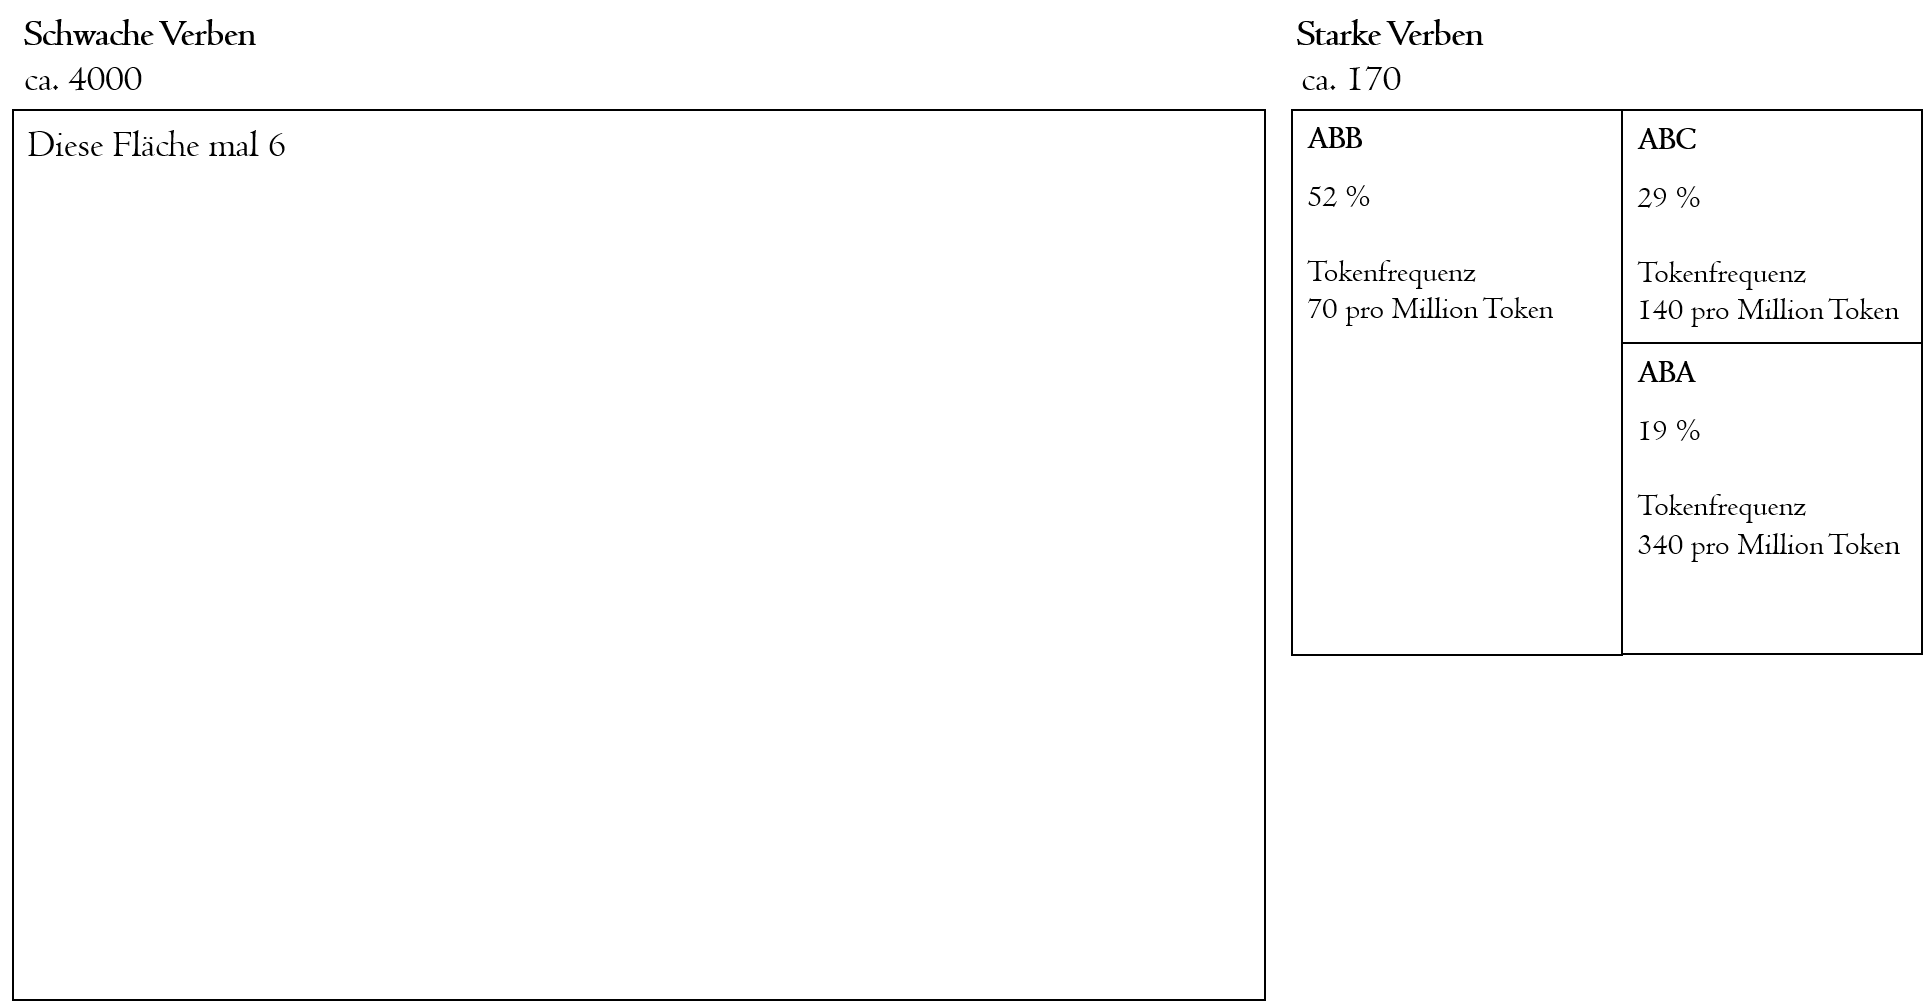 Schwache Verben
ca. 4000
Diese Fläche mal 6
Starke Verben
ca. 170
ABB
52 %
Tokenfrequenz
70 pro Million Token
ABC
29 %
Tokenfrequenz
140 pro Million Token
ABA
19 %
Tokenfrequenz
340 pro Million Token